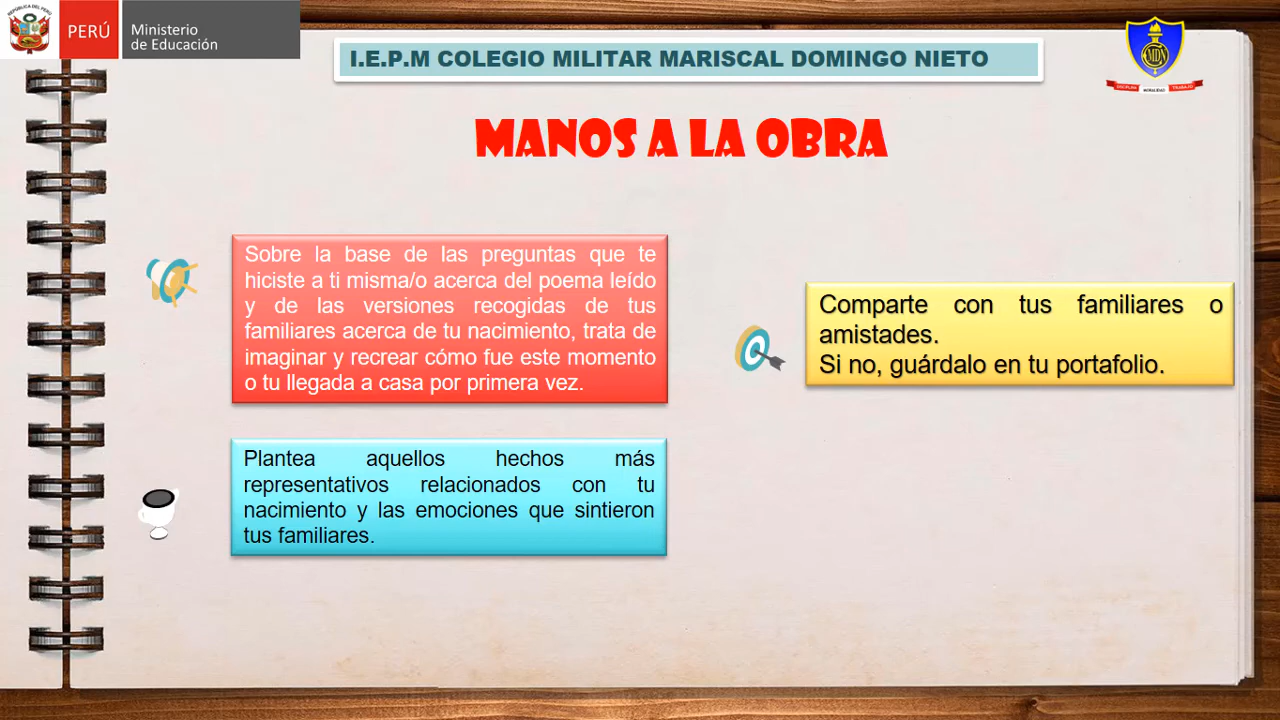 REPÚBLICA DEL PERÚ
PERÚ
Ministerio
de Educación
I.E.P.M COLEGIO MILITAR MARISCAL DOMINGO NIETO
MDN
DISCIPLINA MORALIDAD TRABAJO
MANOS A LA OBRA
Sobre la base de las preguntas que te
hiciste a ti misma/o acerca del poema leído
y de las versiones recogidas de tus
familiares acerca de tu nacimiento, trata de
imaginar y recrear cómo fue este momento
o tu llegada a casa por primera vez.
Plantea aquellos hechos más
representativos relacionados con tu
nacimiento y las emociones que sintieron
tus familiares.
Comparte con tus familiares o
amistades.
Si no, guárdalo en tu portafolio.